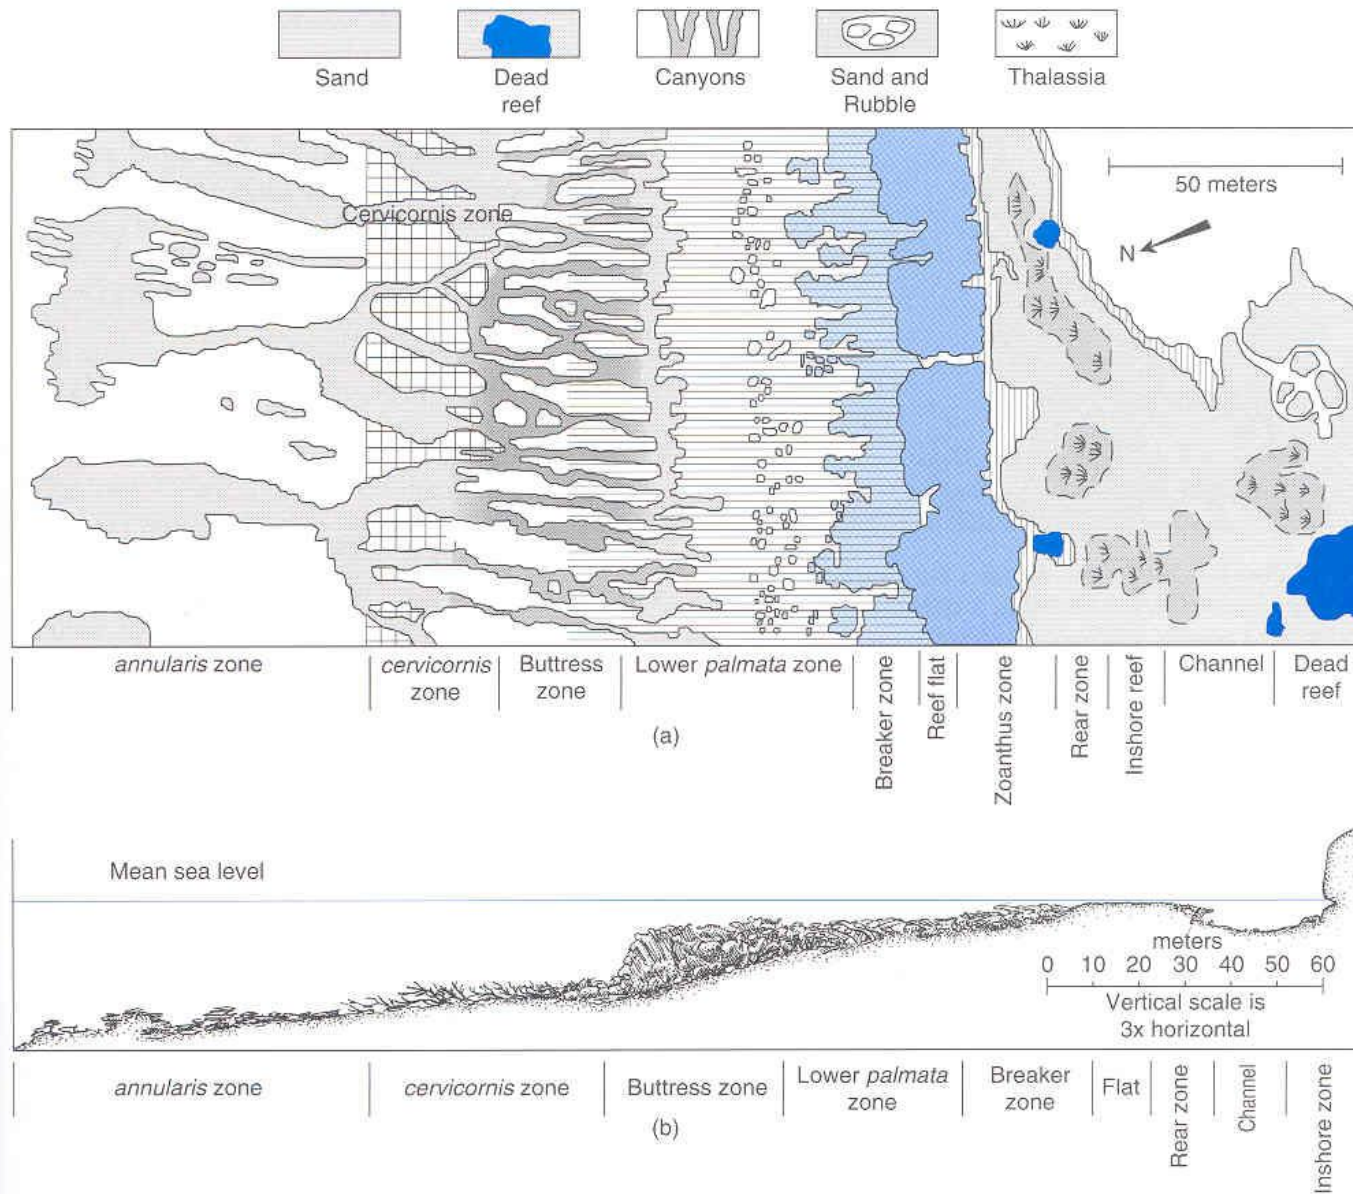 Sand
Dead
reef
Canyons
Sand and
Rubble
Thalassia
50 meters
N
Cervicornis zone
annularis zone
cervicornis
zone
Buttress
zone
Lower palmata zone
Breaker zone
Reef flat
Zoanthus zone
Rear zone
Inshore reef
Channel
Dead
reef
(a)
Mean sea level
meters
0 10 20 30 40 50 60
Vertical scale is
3x horizontal
annularis zone
cervicornis zone
Buttress zone
Lower palmata
zone
Breaker
zone
Flat
Rear zone
Channel
Inshore zone
(b)